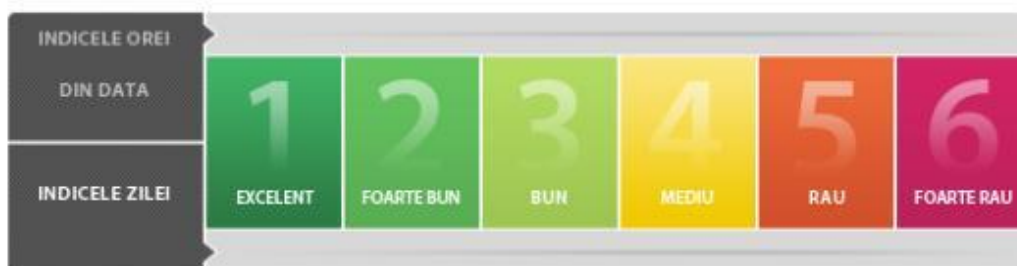 INDICELE OREI
DIN DATA
INDICELE ZILEI
1
EXCELENT
2
FOARTE BUN
3
BUN
4
MEDIU
5
RAU
6
FOARTE RAU